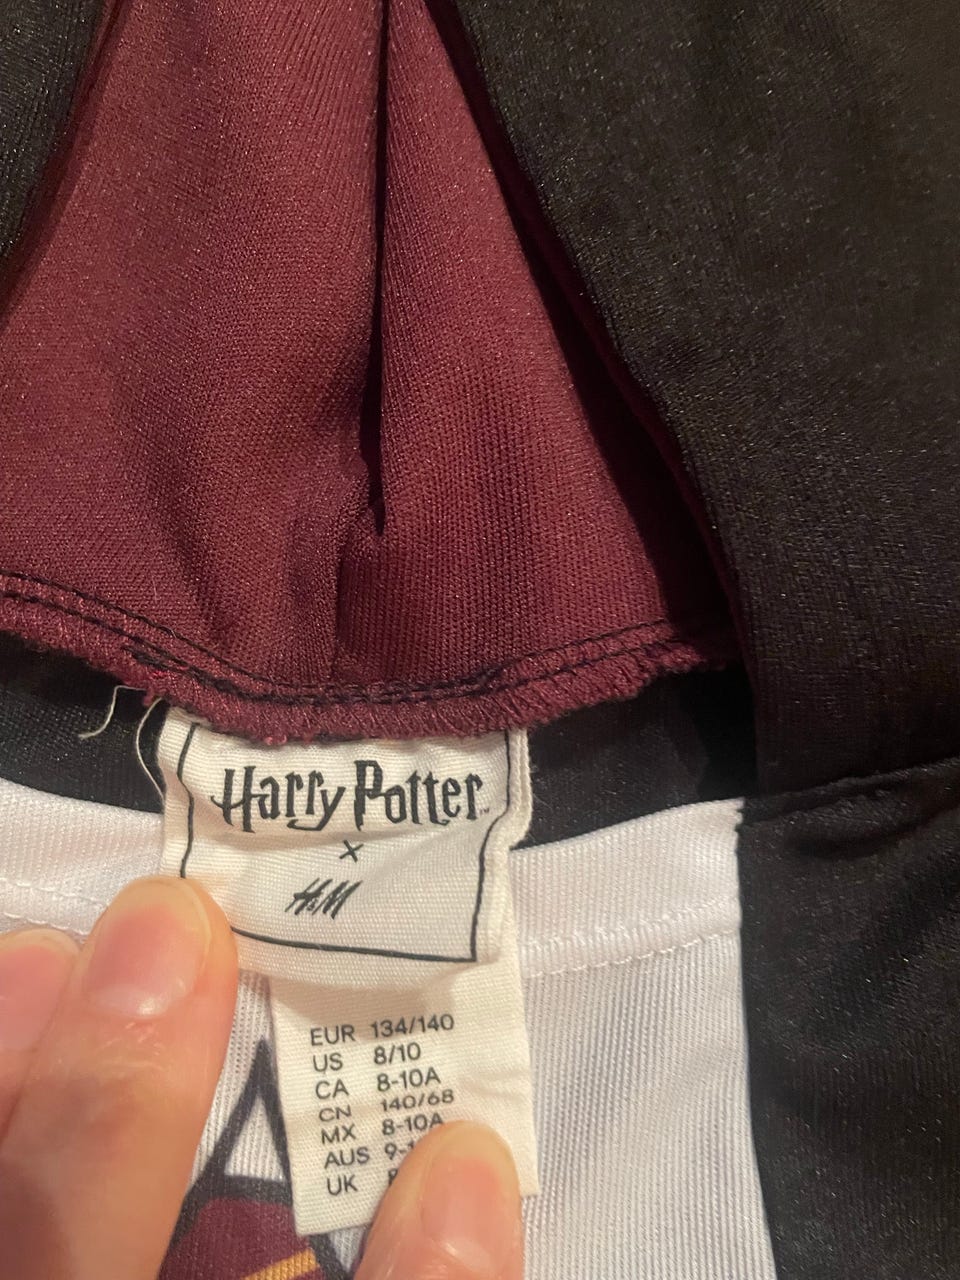 Harry Potter
x
H&M
EUR 134/140
US 8/10
CA 8-10A
CN 140/68
MX 8-10A
AUS
UK